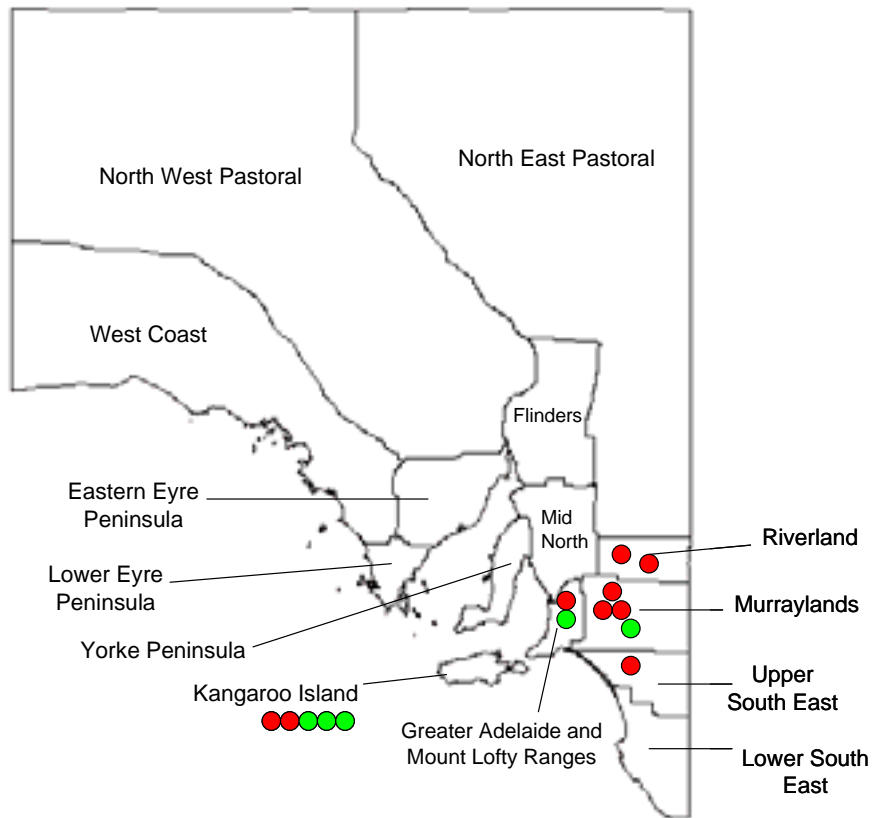 North West Pastoral
North East Pastoral
West Coast
Flinders
Eastern Eyre
Peninsula
Mid
North
Riverland
Lower Eyre
Peninsula
Murraylands
Yorke Peninsula
Kangaroo Island
Upper
South East
Greater Adelaide and
Mount Lofty Ranges
Lower South
East